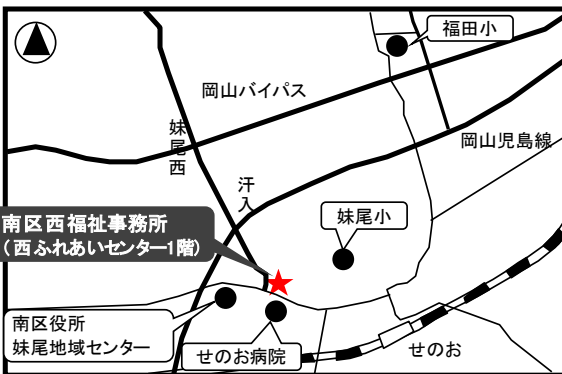 福田小
岡山バイパス
岡山児島線
妹尾西
汗入
妹尾小
南区西福祉事務所
(西ふれあいセンター1階)
南区役所
妹尾地域センター
せのお病院
せのお